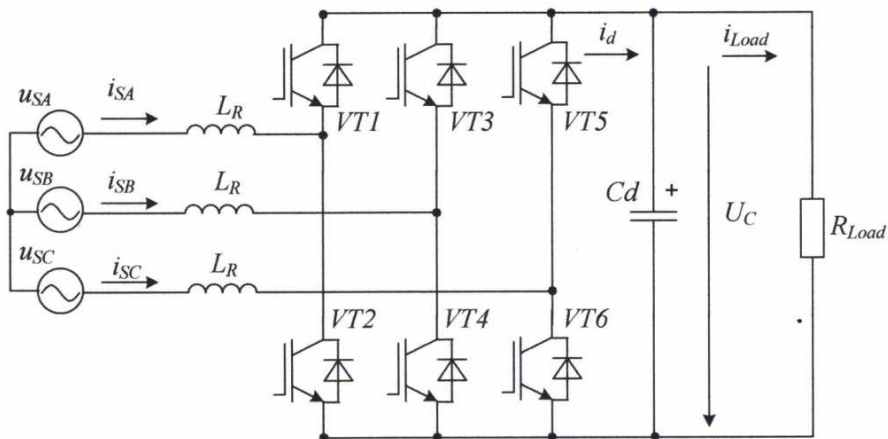 i_d
i_Load
u_SA
i_SA
L_R
VT1
VT3
VT5
u_SB
i_SB
L_R
Cd
+
U_C
R_Load
u_SC
i_SC
L_R
VT2
VT4
VT6